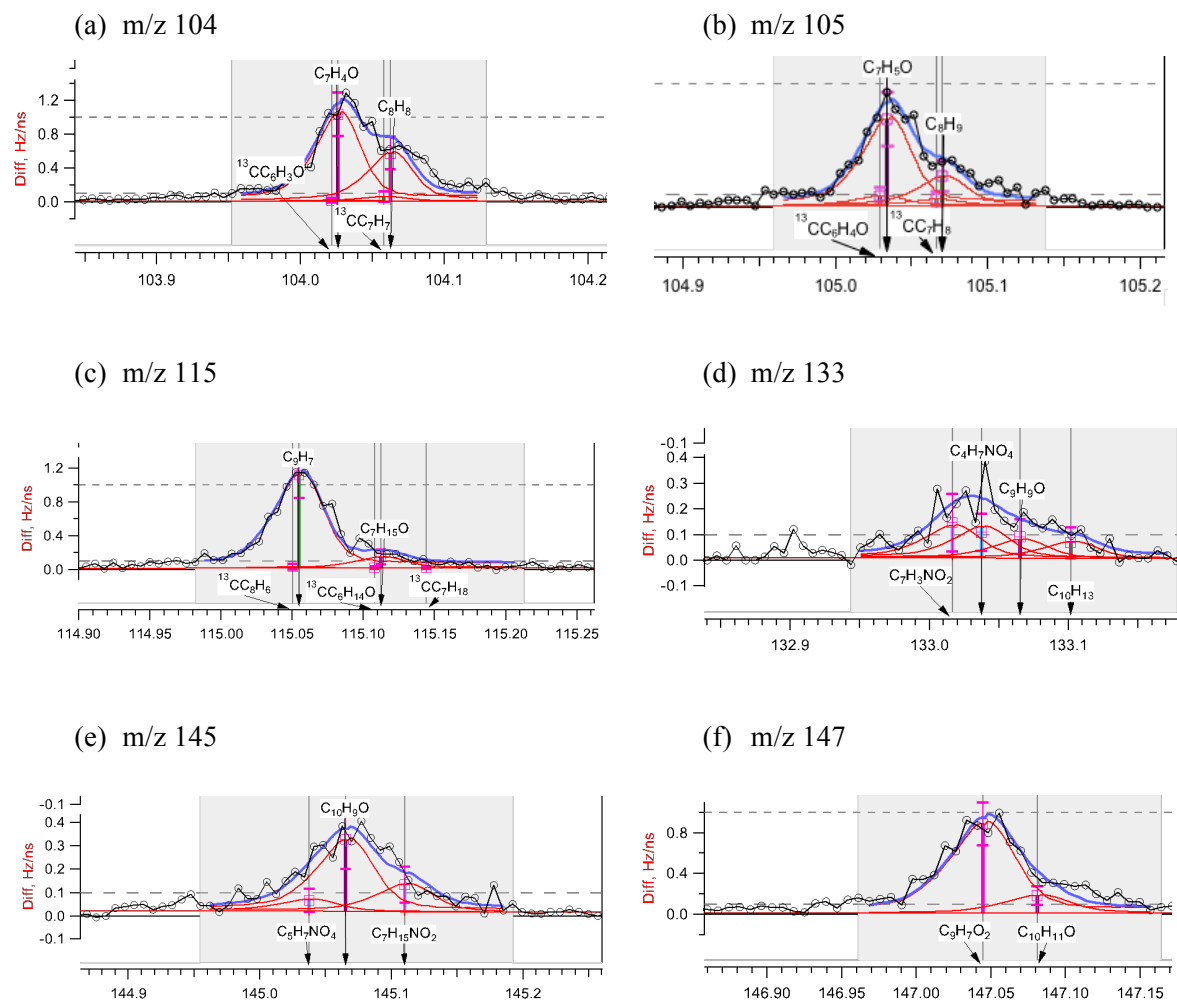 (a) m/z 104
C₇H₄O
C₈H₈
¹³CC₆H₃O
¹³CC₇H₇
Diff, Hz/ns
1.2
0.8
0.4
0.0
103.9 104.0 104.1 104.2
(b) m/z 105
C₇H₅O
C₈H₉
¹³CC₆H₄O
¹³CC₇H₈
104.9 105.0 105.1 105.2
(c) m/z 115
C₉H₇
C₇H₁₅O
¹³CC₈H₆
¹³CC₆H₁₄O
¹³CC₇H₁₈
Diff, Hz/ns
1.2
0.8
0.4
0.0
114.90 114.95 115.00 115.05 115.10 115.15 115.20 115.25
(d) m/z 133
C₄H₇NO₄
C₉H₉O
C₇H₃NO₂
C₁₀H₁₃
Diff, Hz/ns
-0.1
0.4
0.3
0.2
0.1
0.0
-0.1
132.9 133.0 133.1
(e) m/z 145
C₁₀H₉O
C₅H₇NO₄
C₇H₁₅NO₂
Diff, Hz/ns
-0.1
0.4
0.3
0.2
0.1
0.0
-0.1
144.9 145.0 145.1 145.2
(f) m/z 147
C₉H₇O₂
C₁₀H₁₁O
Diff, Hz/ns
0.8
0.4
0.0
146.90 146.95 147.00 147.05 147.10 147.15